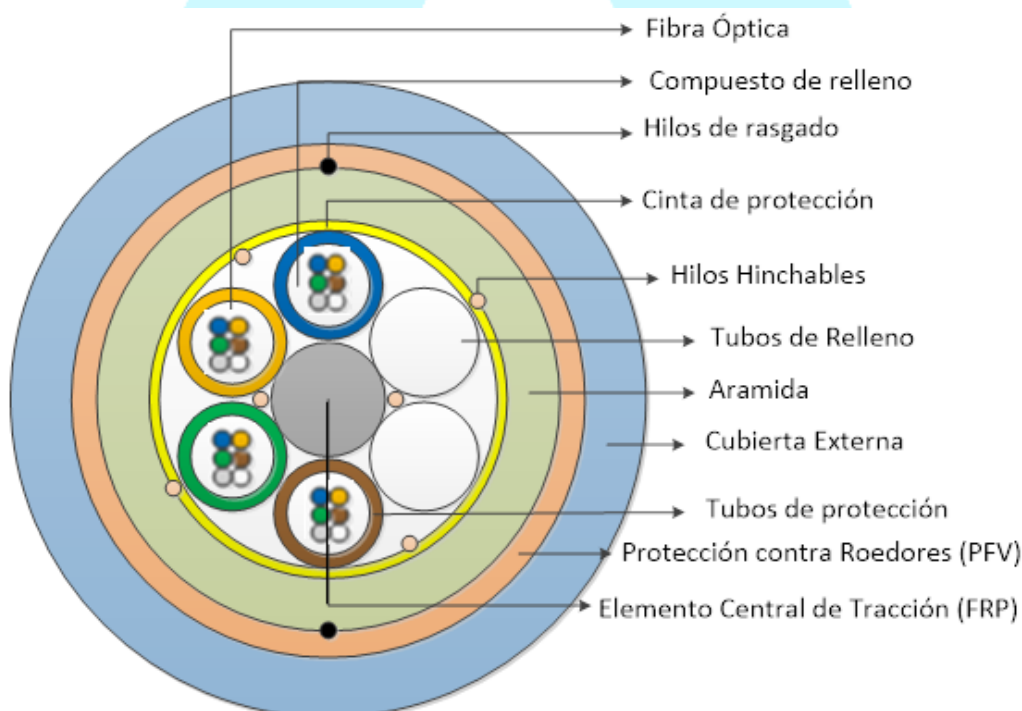 Fibra Óptica
Compuesto de relleno
Hilos de rasgado
Cinta de protección
Hilos Hinchables
Tubos de Relleno
Aramida
Cubierta Externa
Tubos de protección
Protección contra Roedores (PFV)
Elemento Central de Tracción (FRP)